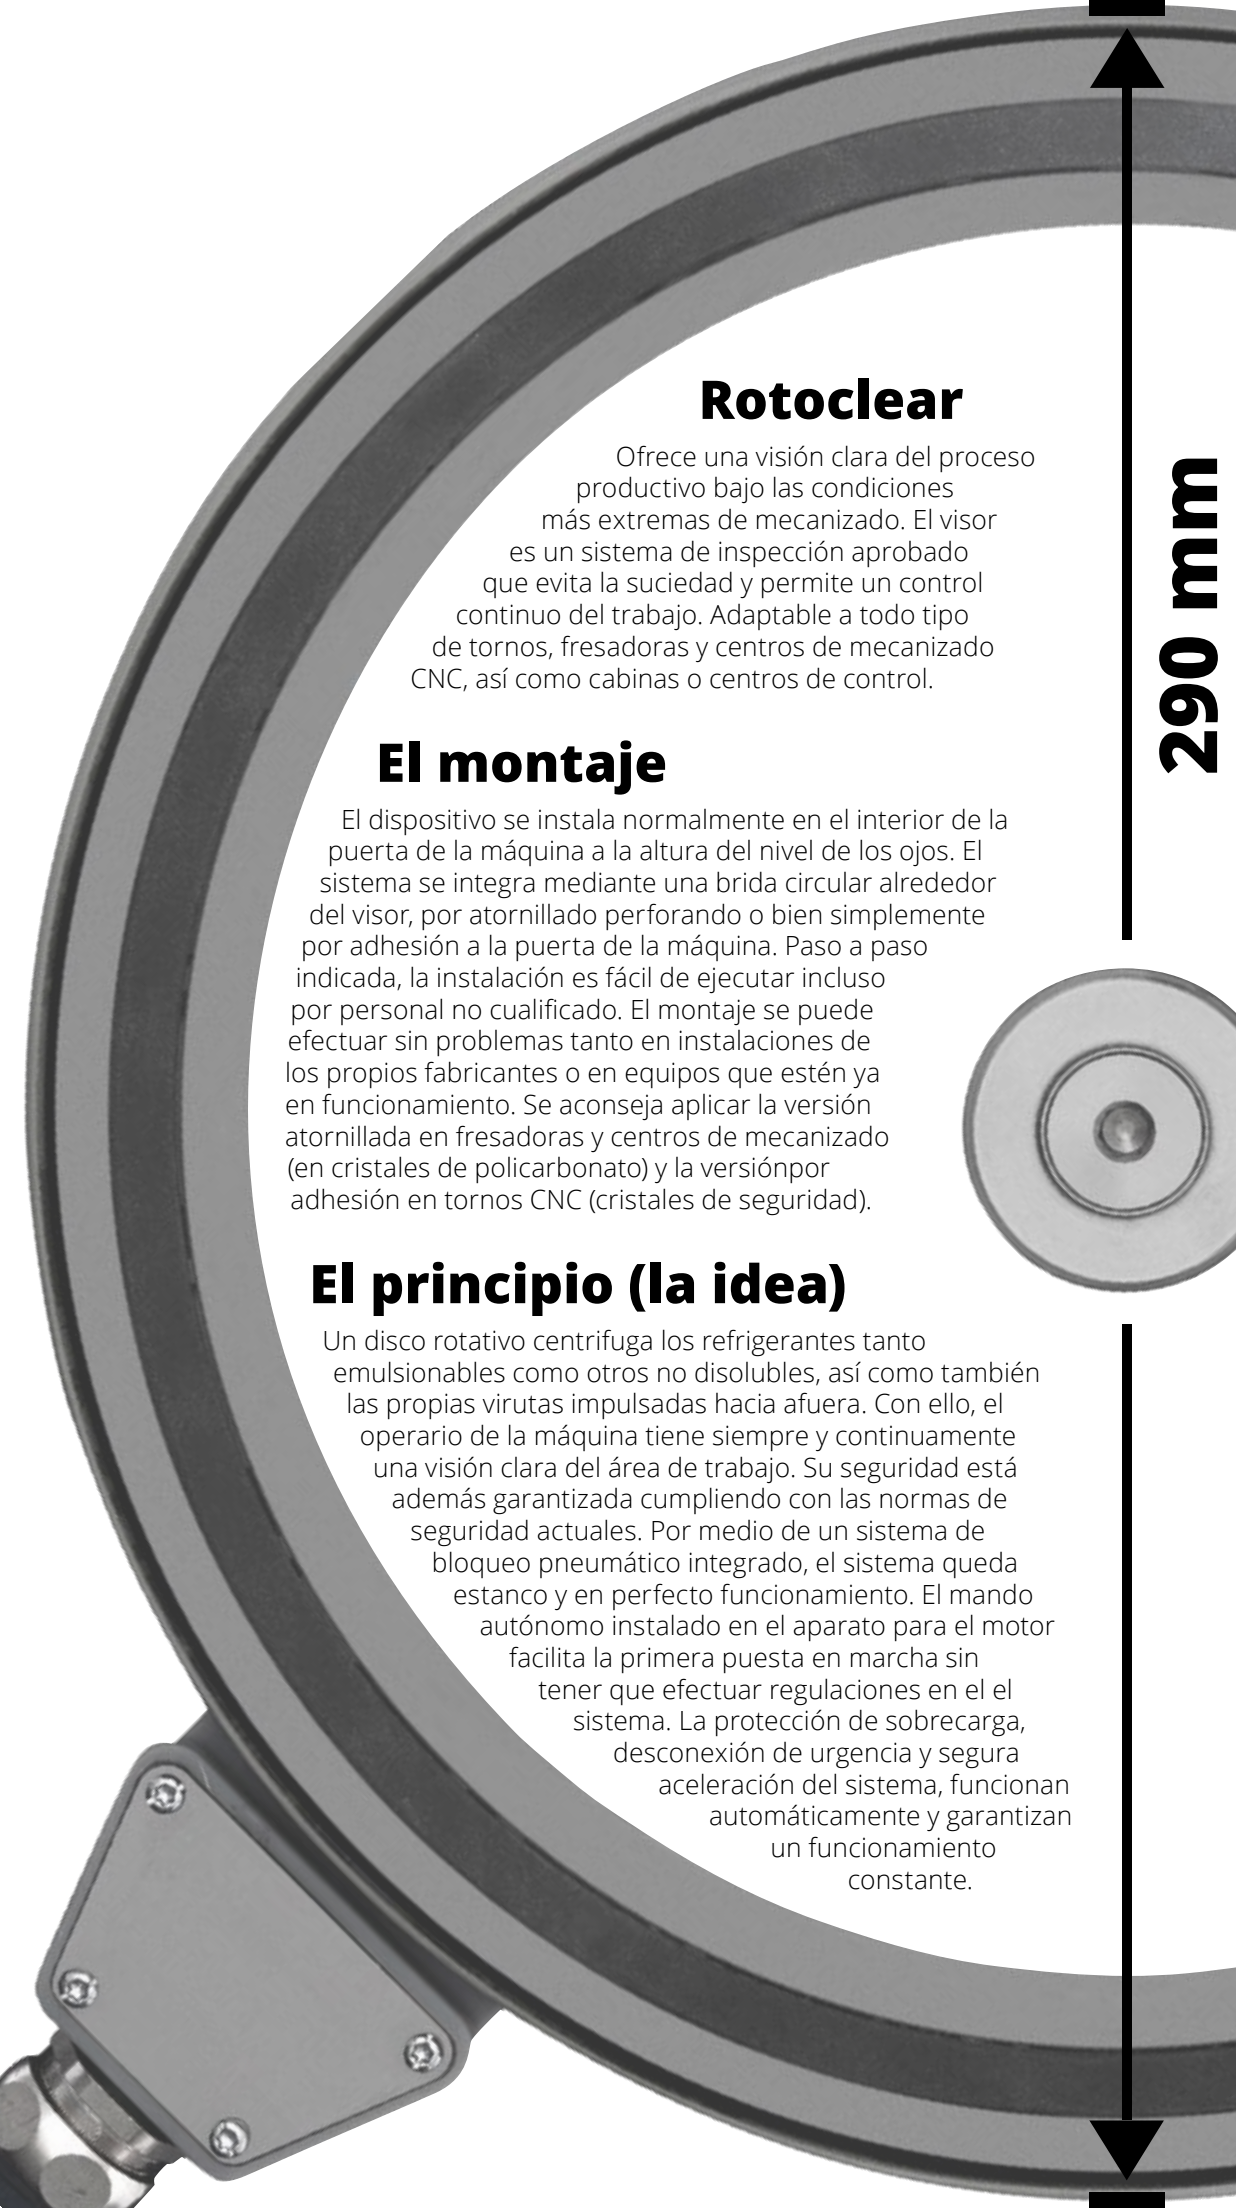 Rotoclear
Ofrece una visión clara del proceso
productivo bajo las condiciones
más extremas de mecanizado. El visor
es un sistema de inspección aprobado
que evita la suciedad y permite un control
continuo del trabajo. Adaptable a todo tipo
de tornos, fresadoras y centros de mecanizado
CNC, así como cabinas o centros de control.
290 mm
El montaje
El dispositivo se instala normalmente en el interior de la
puerta de la máquina a la altura del nivel de los ojos. El
sistema se integra mediante una brida circular alrededor
del visor, por atornillado perforando o bien simplemente
por adhesión a la puerta de la máquina. Paso a paso
indicada, la instalación es fácil de ejecutar incluso
por personal no cualificado. El montaje se puede
efectuar sin problemas tanto en instalaciones de
los propios fabricantes o en equipos que estén ya
en funcionamiento. Se aconseja aplicar la versión
atornillada en fresadoras y centros de mecanizado
(en cristales de policarbonato) y la versiónpor
adhesión en tornos CNC (cristales de seguridad).
El principio (la idea)
Un disco rotativo centrifuga los refrigerantes tanto
emulsionables como otros no disolubles, así como también
las propias virutas impulsadas hacia afuera. Con ello, el
operario de la máquina tiene siempre y continuamente
una visión clara del área de trabajo. Su seguridad está
además garantizada cumpliendo con las normas de
seguridad actuales. Por medio de un sistema de
bloqueo pneumático integrado, el sistema queda
estanco y en perfecto funcionamiento. El mando
autónomo instalado en el aparato para el motor
facilita la primera puesta en marcha sin
tener que efectuar regulaciones en el el
sistema. La protección de sobrecarga,
desconexión de urgencia y segura
aceleración del sistema, funcionan
automáticamente y garantizan
un funcionamiento
constante.